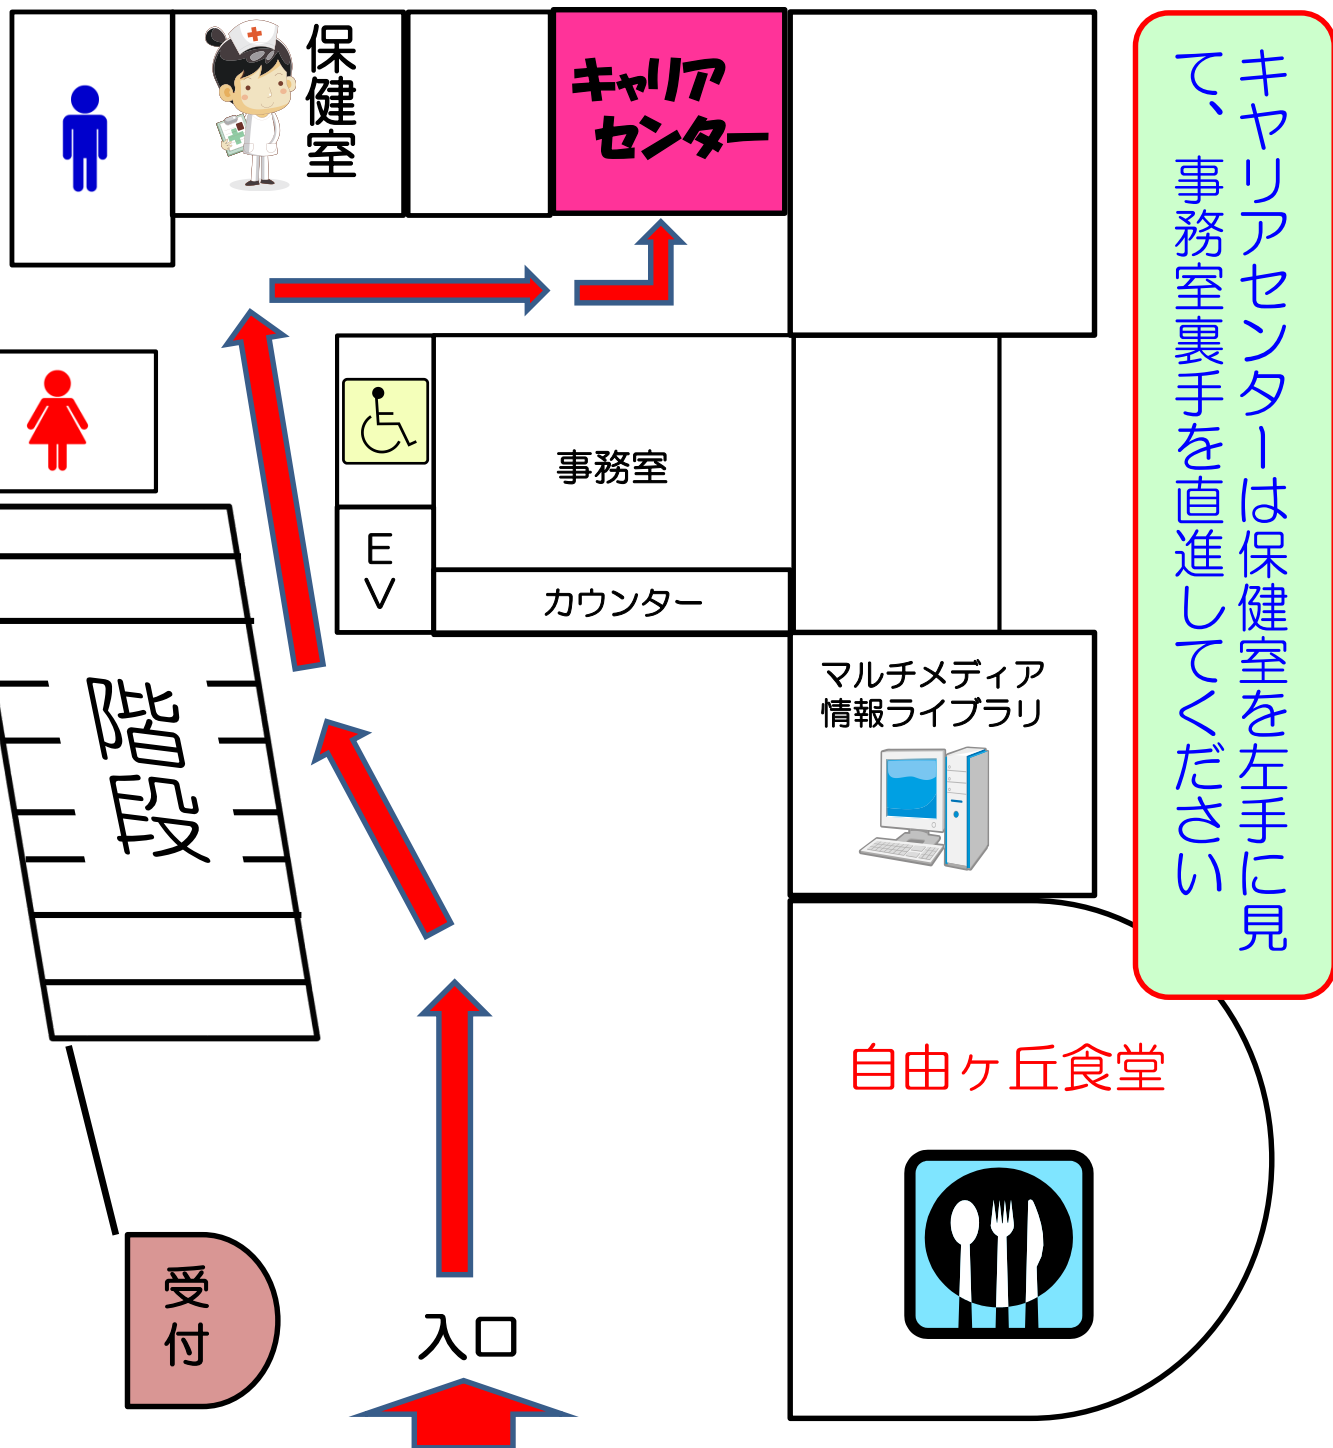 保健室
キャリア
センター
キャリアセンターは保健室を左手に見
て、事務室裏手を直進してください
事務室
EV
カウンター
マルチメディア
情報ライブラリ
階段
自由ヶ丘食堂
受付
入口